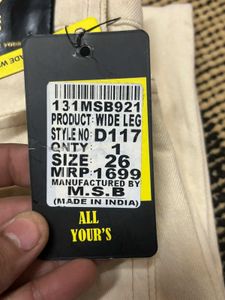 131MSB921
PRODUCT: WIDE LEG
STYLE NO: D117
QNTY: 1
SIZE: 26
MRP: 1699
MANUFACTURED BY
M.S.B
(MADE IN INDIA)
ALL
YOUR'S